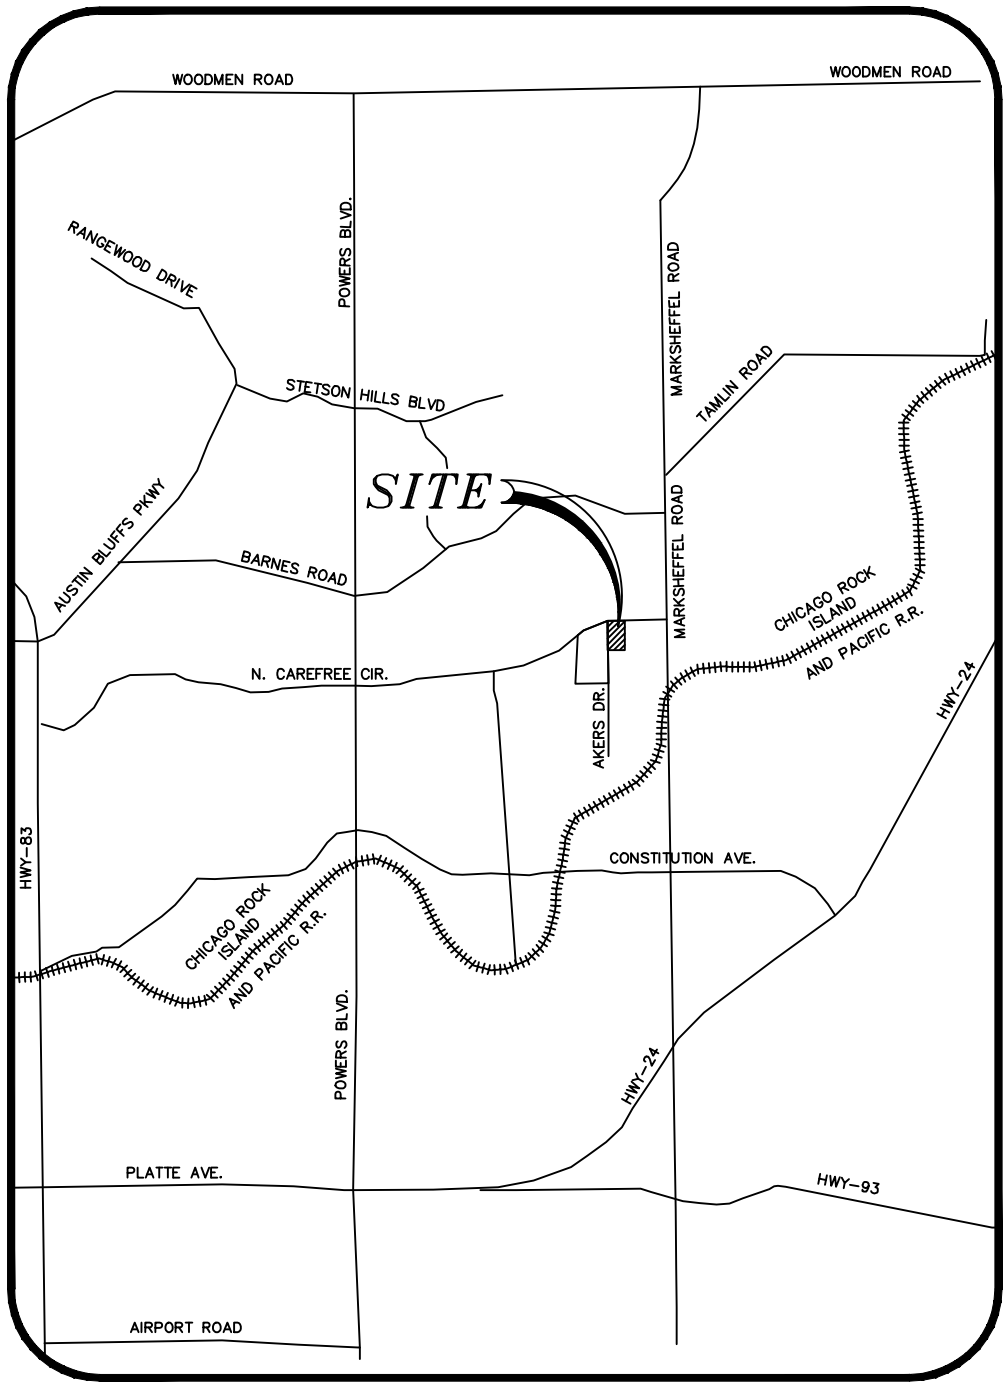 WOODMEN ROAD
WOODMEN ROAD
RANGEWOOD DRIVE
POWERS BLVD.
MARKSHEFFEL ROAD
TAMLIN ROAD
STETSON HILLS BLVD
SITE
AUSTIN BLUFFS PKWY
MARKSHEFFEL ROAD
BARNES ROAD
CHICAGO ROCK
ISLAND
AND PACIFIC R.R.
N. CAREFREE CIR.
HWY-24
AKERS DR.
HWY-83
CONSTITUTION AVE.
CHICAGO ROCK
ISLAND
AND PACIFIC R.R.
POWERS BLVD.
HWY-24
PLATTE AVE.
HWY-93
AIRPORT ROAD